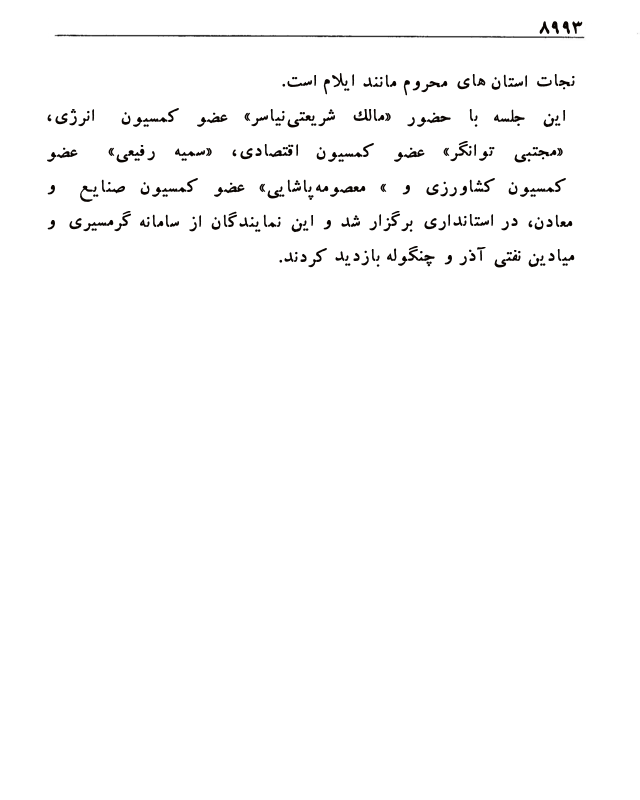 ۸۹۹۳
نجات استان های محروم مانند ایلام است.
این جلسه با حضور «مالك شریعتی‌نیاسر» عضو کمسیون انرژی،
«مجتبی توانگر» عضو کمسیون اقتصادی، «سمیه رفیعی» عضو
کمسیون کشاورزی و » معصومه‌پاشایی» عضو کمسیون صنایع و
معادن، در استانداری برگزار شد و این نمایندگان از سامانه گرمسیری و
میادین نفتی آذر و چنگوله بازدید کردند.